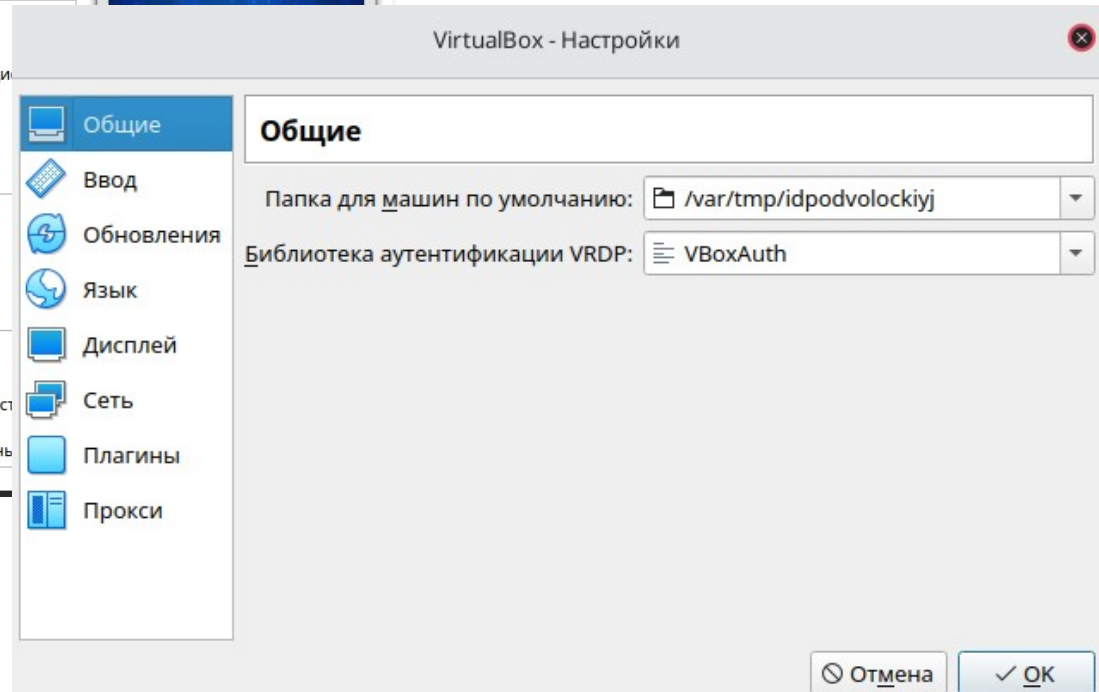 VirtualBox - Настройки
Общие
Ввод
Обновления
Язык
Дисплей
Сеть
Плагины
Прокси
Общие
Папка для машин по умолчанию: /var/tmp/idpodvolockiyj
Библиотека аутентификации VRDP: VBoxAuth
Отмена
OK